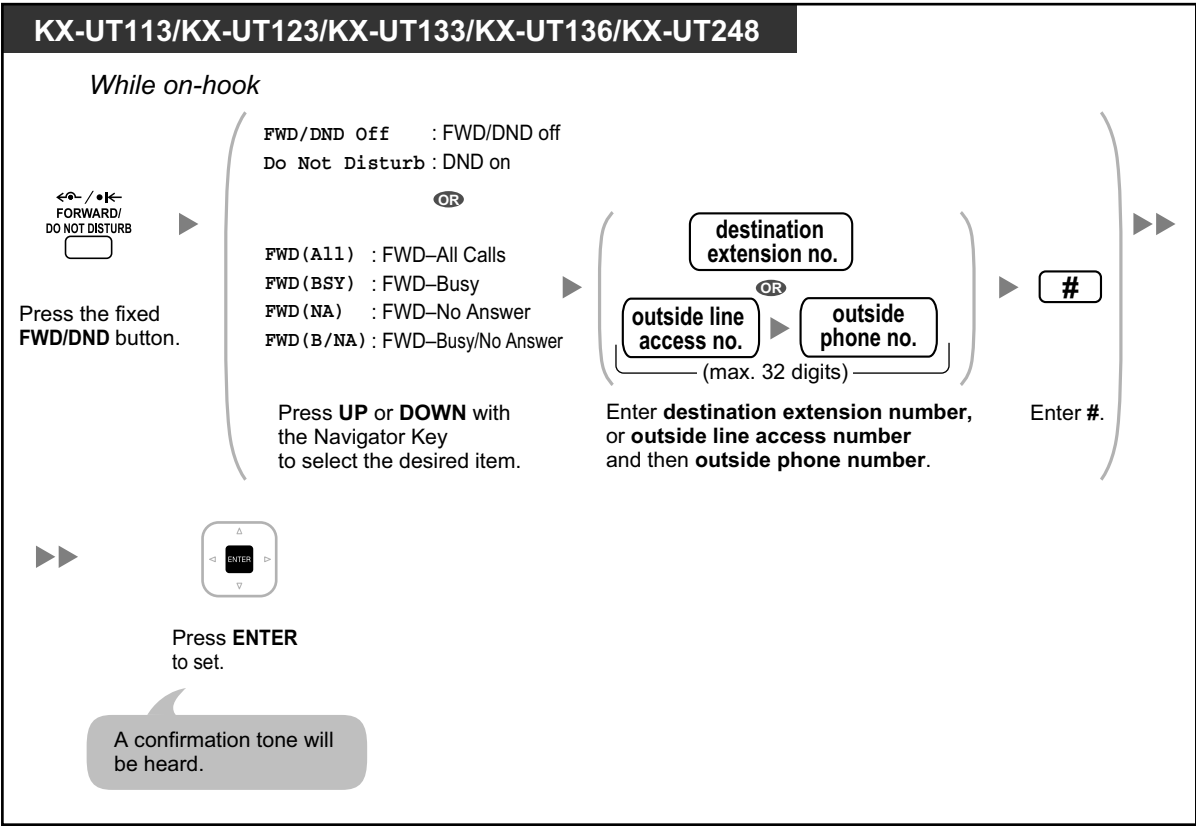 KX-UT113/KX-UT123/KX-UT133/KX-UT136/KX-UT248
While on-hook
FORWARD/
DO NOT DISTURB
Press the fixed
FWD/DND button.
FWD/DND Off : FWD/DND off
Do Not Disturb : DND on
OR
FWD(All) : FWD–All Calls
FWD(BSY) : FWD–Busy
FWD(NA) : FWD–No Answer
FWD(B/NA) : FWD–Busy/No Answer
Press UP or DOWN with
the Navigator Key
to select the desired item.
destination
extension no.
OR
outside line
access no.
outside
phone no.
(max. 32 digits)
Enter destination extension number,
or outside line access number
and then outside phone number.
#
Enter #.
ENTER
Press ENTER
to set.
A confirmation tone will
be heard.